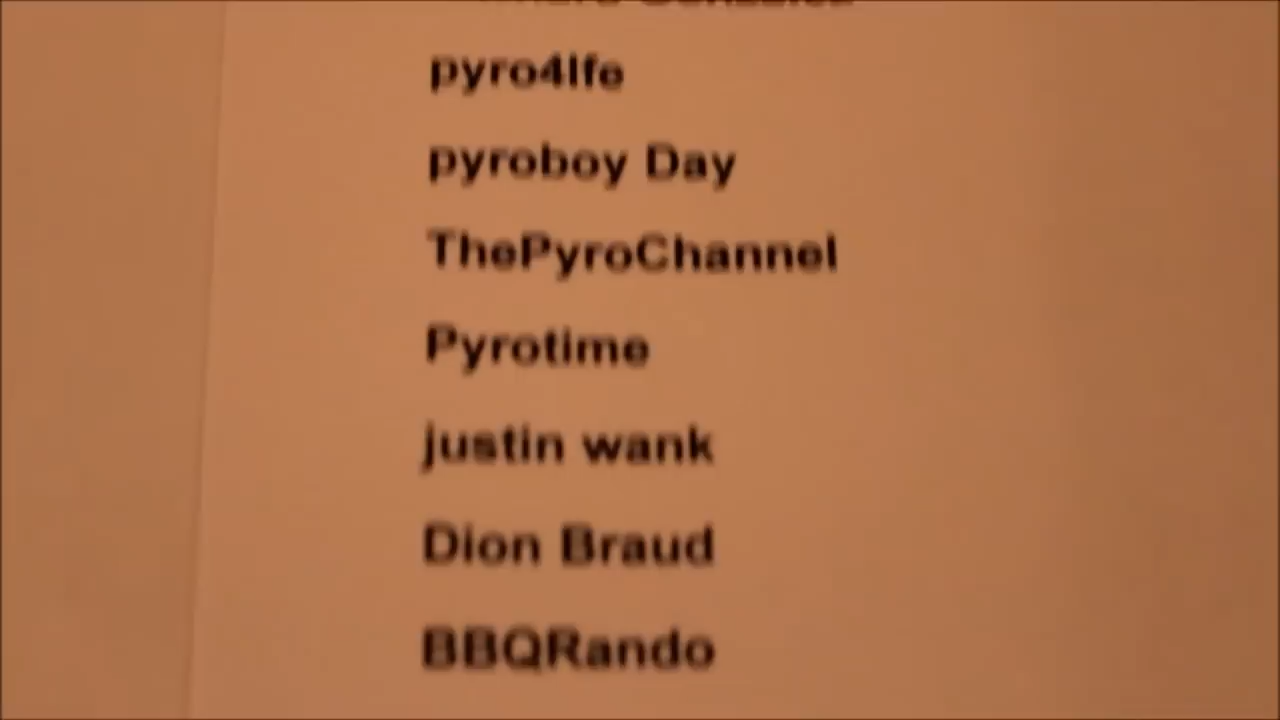 pyro4lfe
pyroboy Day
ThePyroChannel
Pyrotime
justin wank
Dion Braud
BBQRando